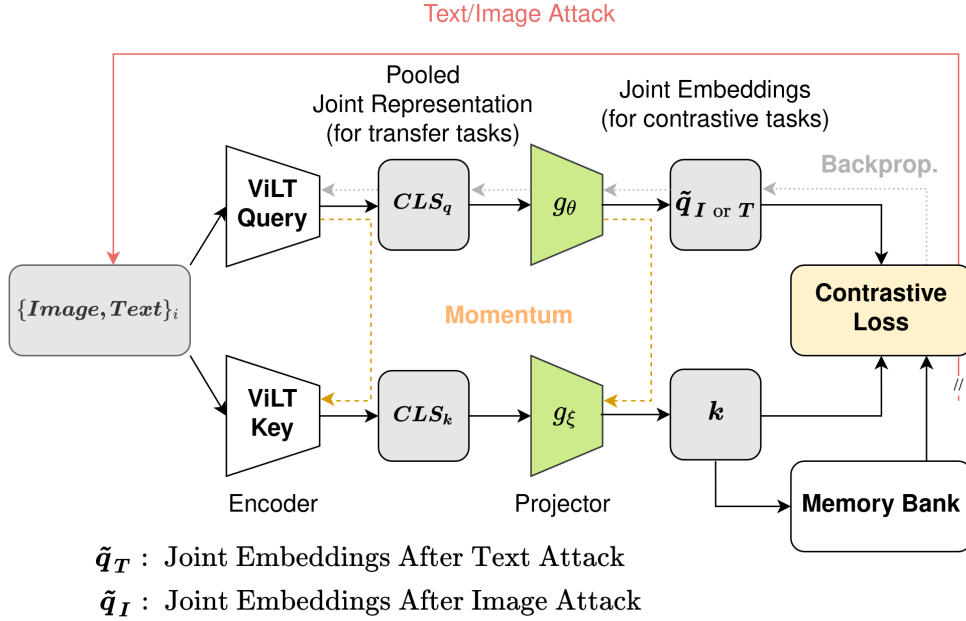 Text/Image Attack
Pooled
Joint Representation
(for transfer tasks)
Joint Embeddings
(for contrastive tasks)
Backprop.
ViLT
Query
CLS_q
g_θ
q̃_{I or T}
{Image, Text}_i
Momentum
Contrastive
Loss
//
ViLT
Key
CLS_k
g_ξ
k
Encoder
Projector
Memory Bank
q̃_T : Joint Embeddings After Text Attack
q̃_I : Joint Embeddings After Image Attack